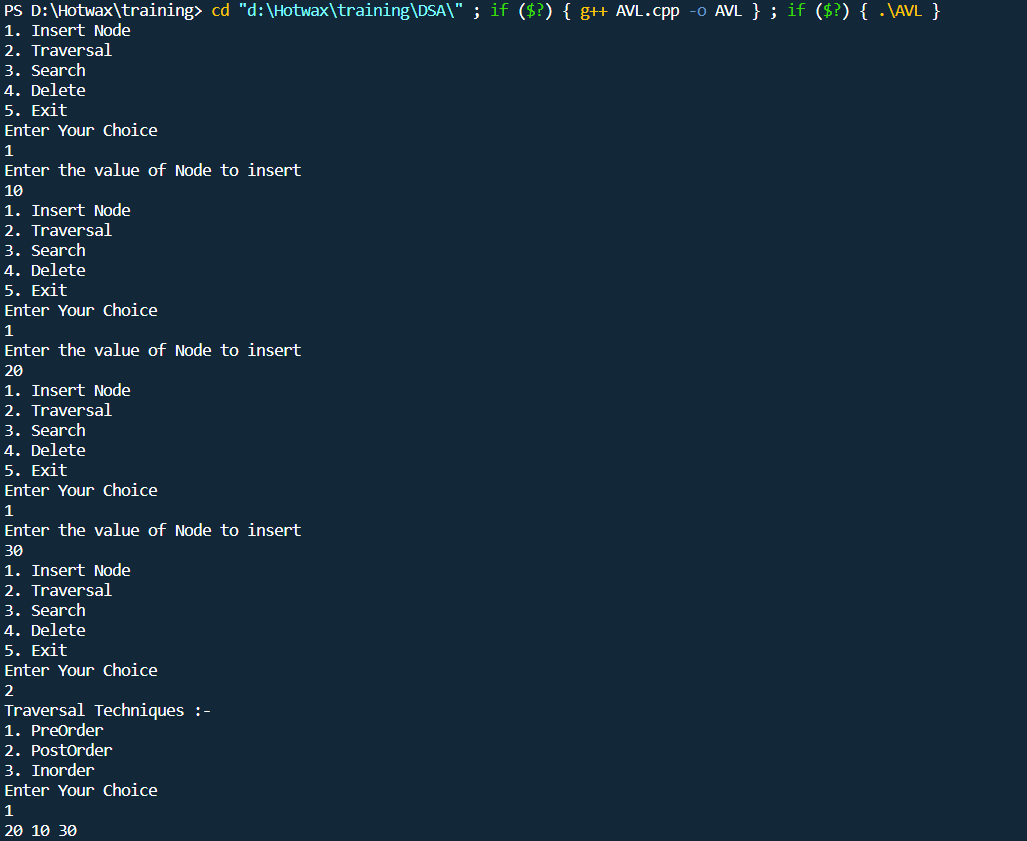 PS D:\Hotwax\training> cd "d:\Hotwax\training\DSA\" ; if ($?) { g++ AVL.cpp -o AVL } ; if ($?) { .\AVL }
1. Insert Node
2. Traversal
3. Search
4. Delete
5. Exit
Enter Your Choice
1
Enter the value of Node to insert
10
1. Insert Node
2. Traversal
3. Search
4. Delete
5. Exit
Enter Your Choice
1
Enter the value of Node to insert
20
1. Insert Node
2. Traversal
3. Search
4. Delete
5. Exit
Enter Your Choice
1
Enter the value of Node to insert
30
1. Insert Node
2. Traversal
3. Search
4. Delete
5. Exit
Enter Your Choice
2
Traversal Techniques :-
1. PreOrder
2. PostOrder
3. Inorder
Enter Your Choice
1
20 10 30